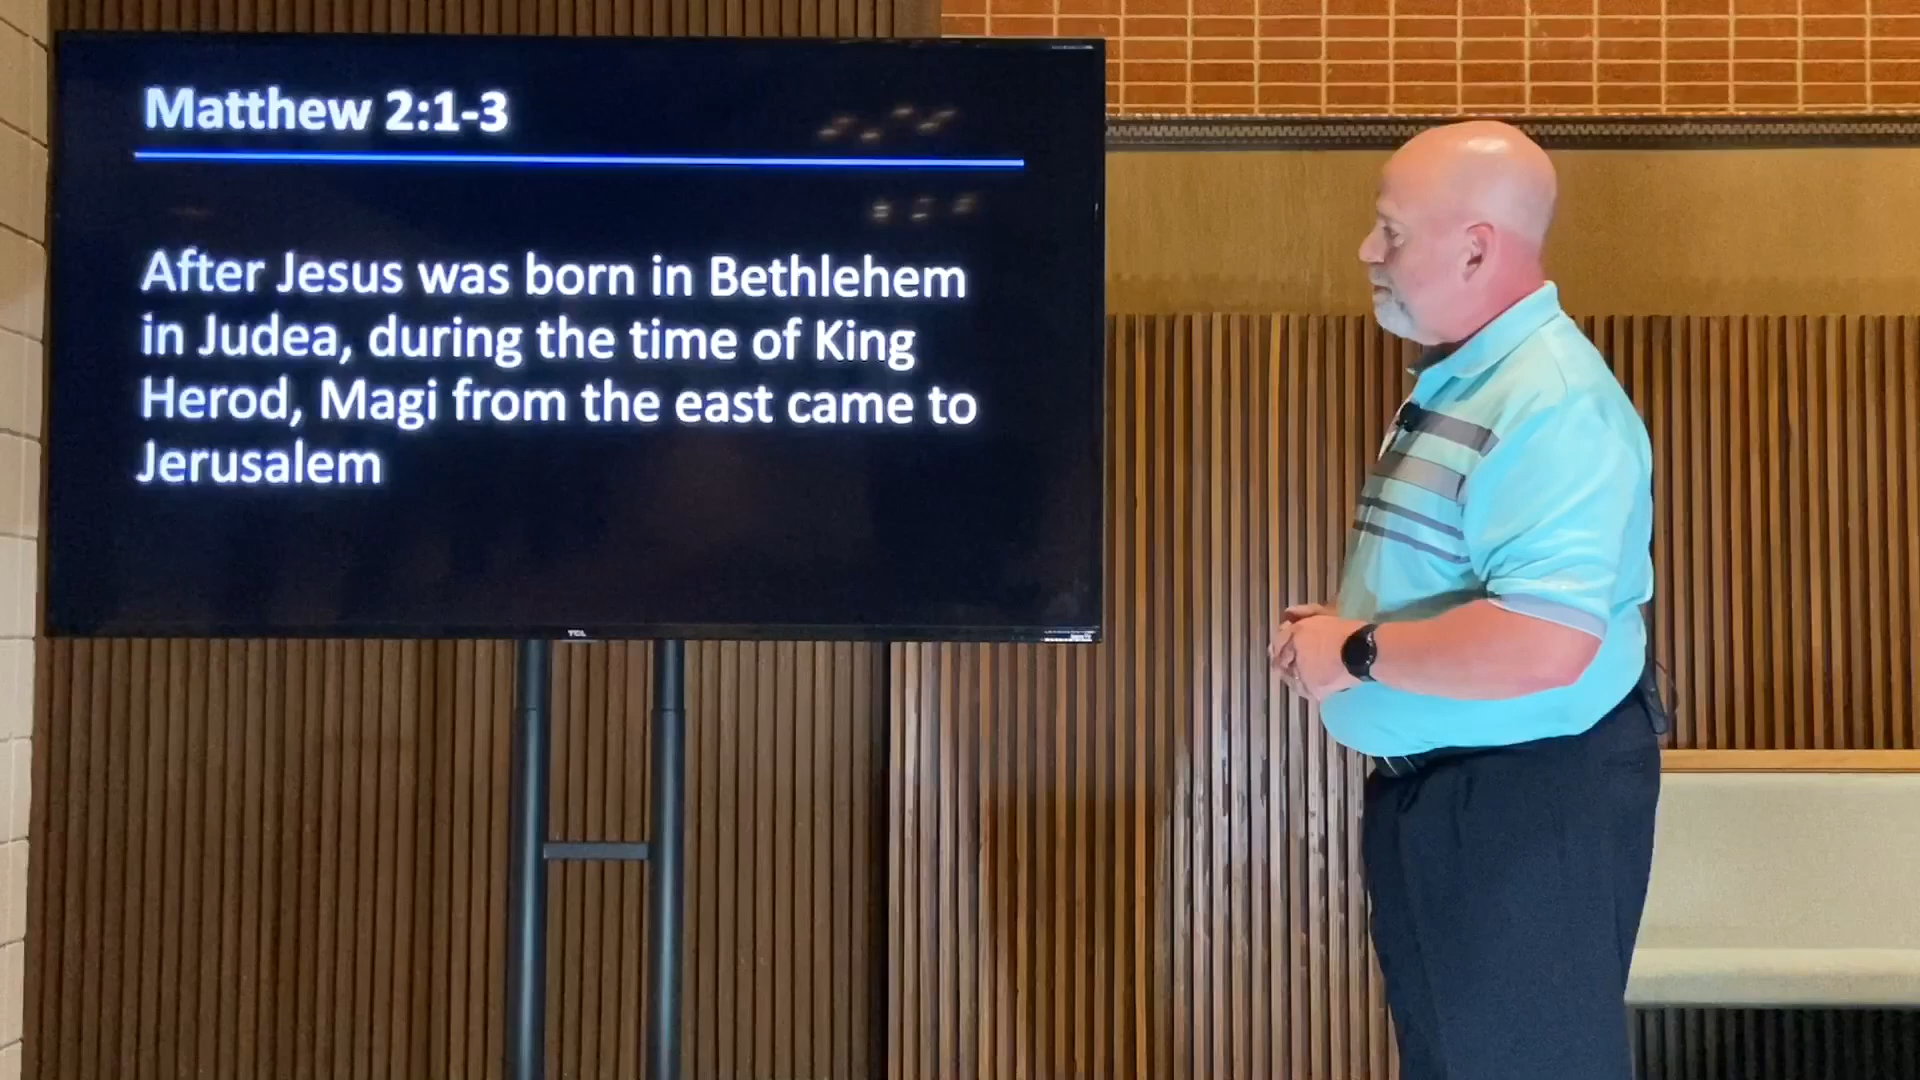 Matthew 2:1-3
After Jesus was born in Bethlehem
in Judea, during the time of King
Herod, Magi from the east came to
Jerusalem
TCL